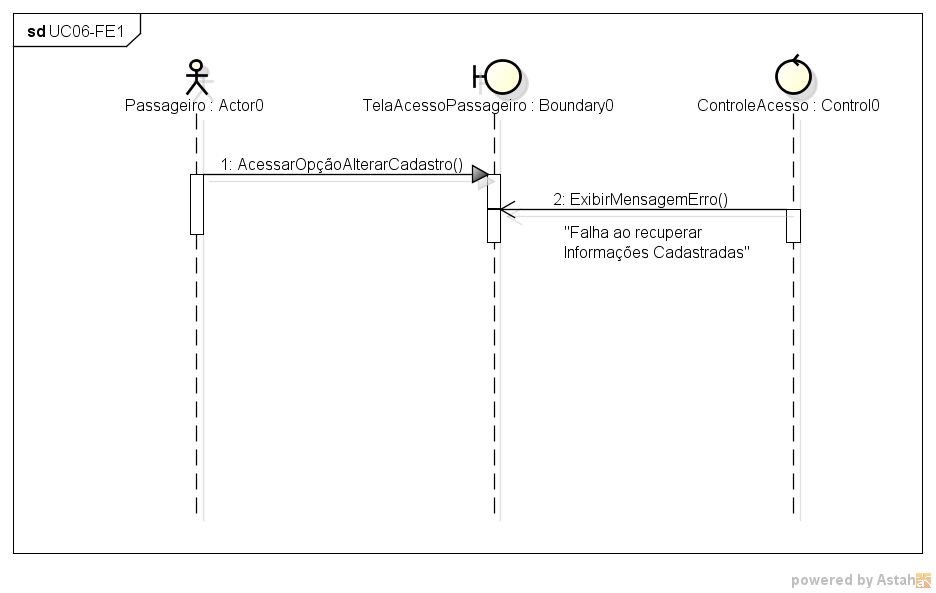 sd UC06-FE1
Passageiro : Actor0
TelaAcessoPassageiro : Boundary0
ControleAcesso : Control0
1: AcessarOpçãoAlterarCadastro()
2: ExibirMensagemErro()
"Falha ao recuperar
Informações Cadastradas"
powered by Astah